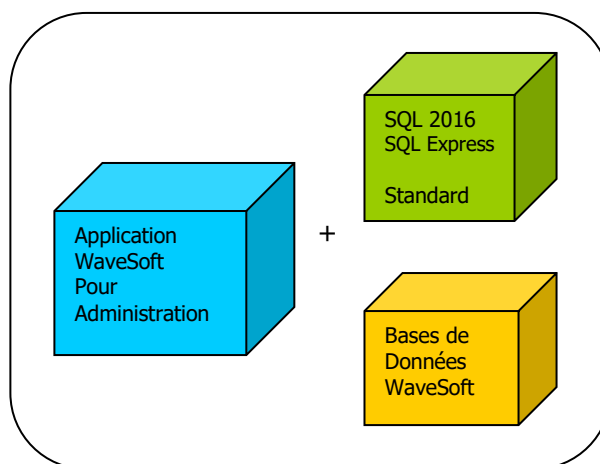 Application
WaveSoft
Pour
Administration
+
SQL 2016
SQL Express
Standard
Bases de
Données
WaveSoft